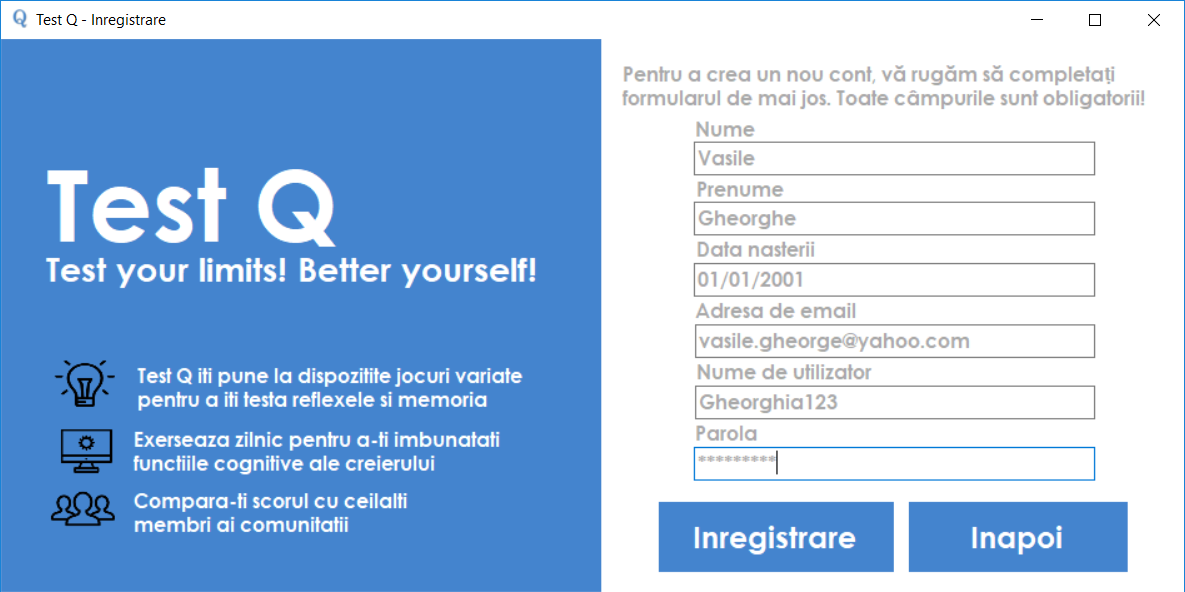 Test Q - Inregistrare
Test Q
Test your limits! Better yourself!
Test Q iti pune la dispozitite jocuri variate
pentru a iti testa reflexele si memoria
Exerseaza zilnic pentru a-ti imbunatati
functiile cognitive ale creierului
Compara-ti scorul cu ceilalti
membri ai comunitatii
Pentru a crea un nou cont, vă rugăm să completați
formularul de mai jos. Toate câmpurile sunt obligatorii!
Nume
Vasile
Prenume
Gheorghe
Data nasterii
01/01/2001
Adresa de email
vasile.gheorge@yahoo.com
Nume de utilizator
Gheorghia123
Parola
*********
Inregistrare
Inapoi